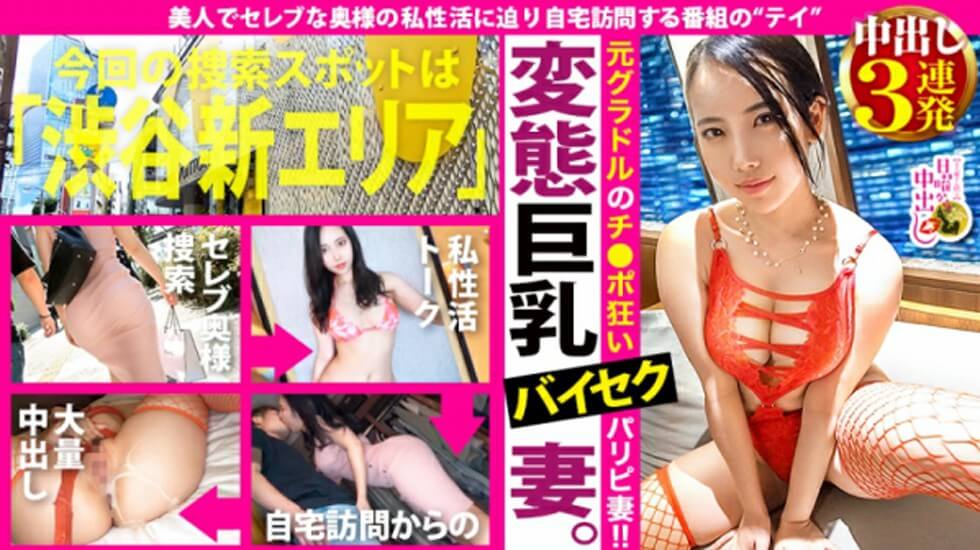 美人でセレブな奥様の私性活に迫り自宅訪問する番組の“テイ”
今回の捜索スポットは
「渋谷新エリア」
セレブ奥様
捜索
私性活
トーク
大量
中出し
自宅訪問からの
元グラドルのチ●ポ狂いパリピ妻!!
変態巨乳
バイセク
妻。
中出し
3連発
中出し